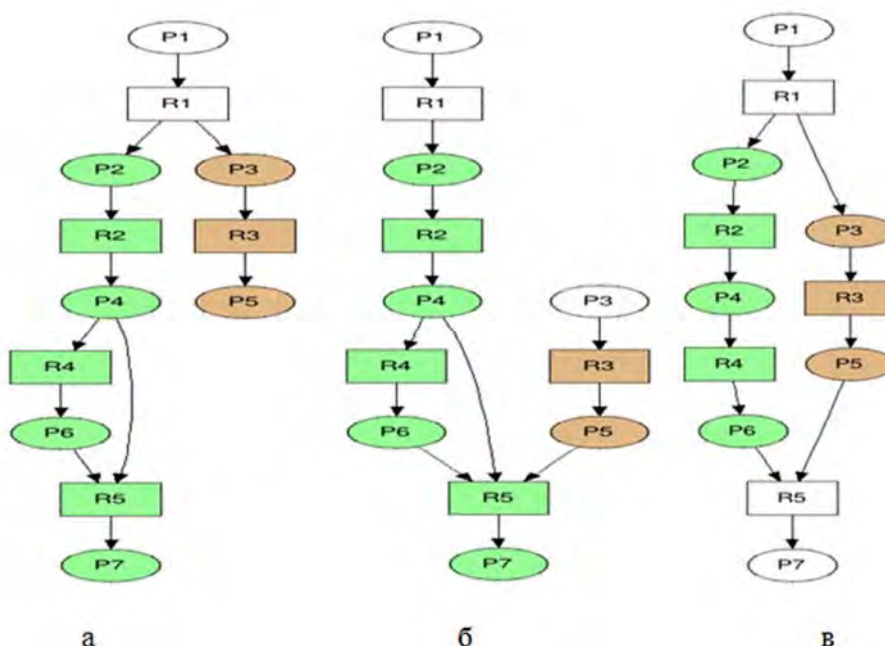 P1 P1 P1
R1 R1 R1
P2 P3 P2 P2
R2 R3 R2 R2 P3
P4 P5 P4 P3 P4 R3
R4 R4 R3 R4 P5
P6 P6 P5 P6
R5 R5 R5
P7 P7 P7
а б в